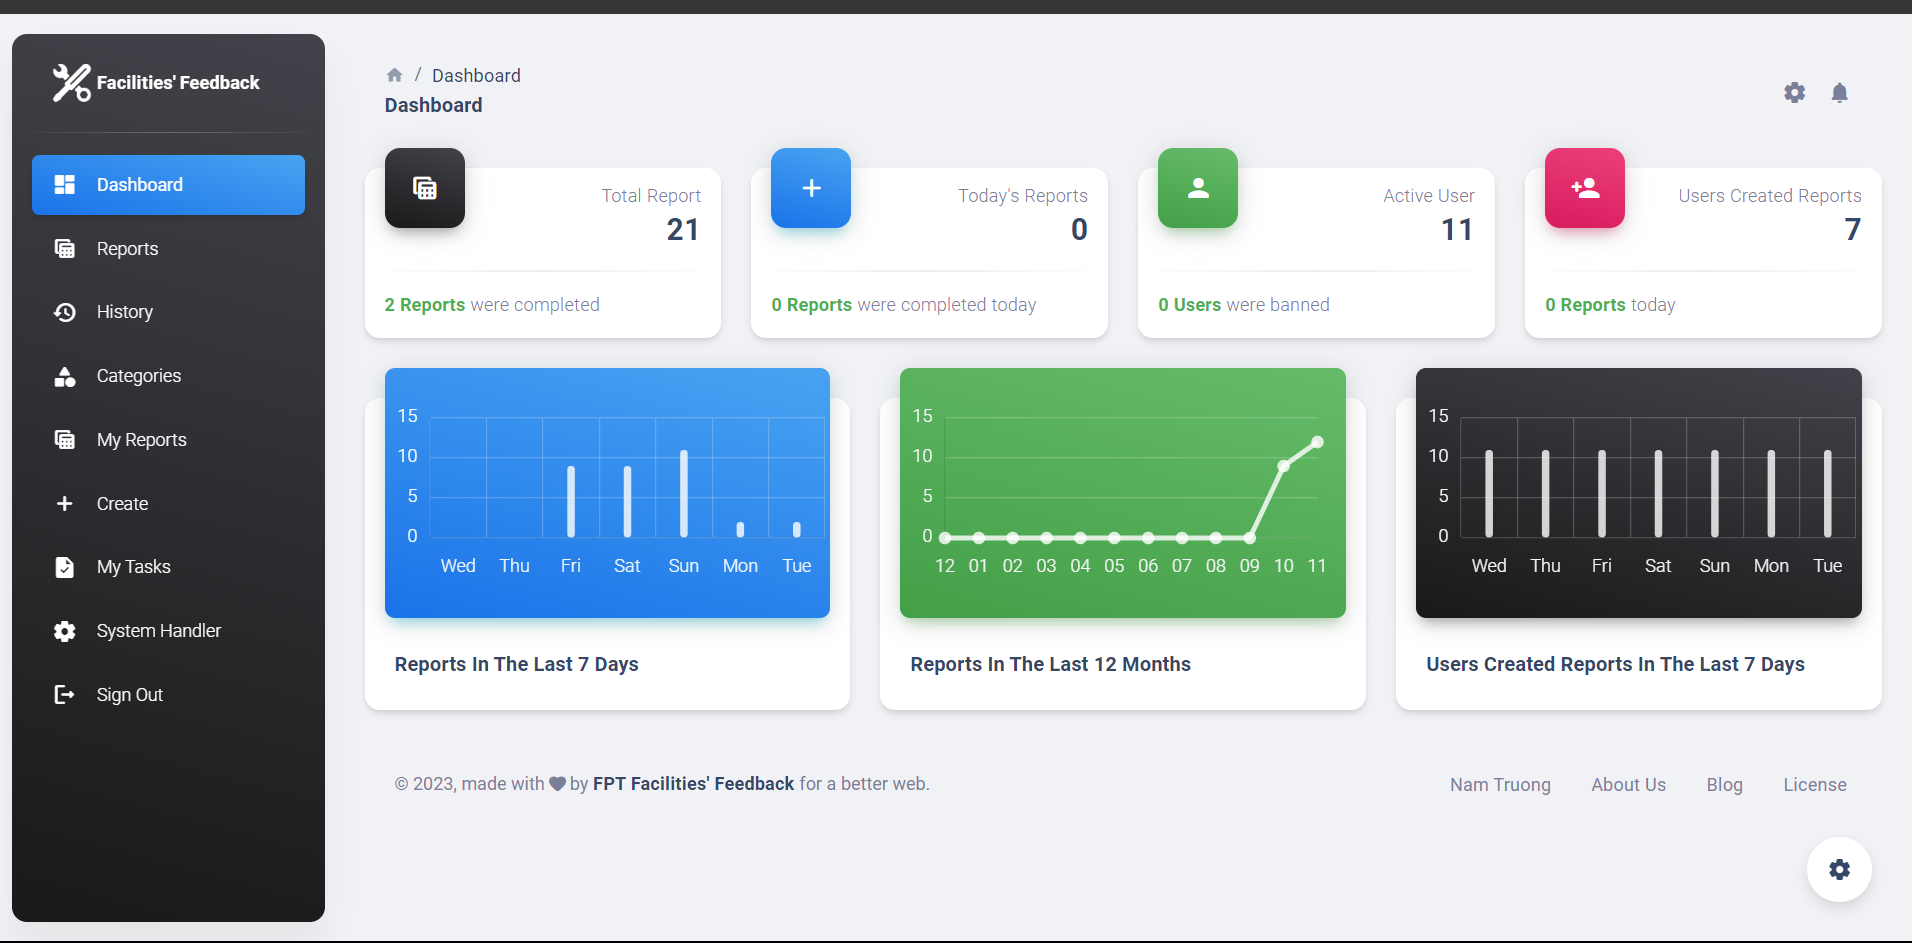 Facilities' Feedback
Dashboard
Reports
History
Categories
My Reports
Create
My Tasks
System Handler
Sign Out
/ Dashboard
Dashboard
Total Report
21
2 Reports were completed
Today's Reports
0
0 Reports were completed today
Active User
11
0 Users were banned
Users Created Reports
7
0 Reports today
15
10
5
0
Wed Thu Fri Sat Sun Mon Tue
Reports In The Last 7 Days
15
10
5
0
12 01 02 03 04 05 06 07 08 09 10 11
Reports In The Last 12 Months
15
10
5
0
Wed Thu Fri Sat Sun Mon Tue
Users Created Reports In The Last 7 Days
© 2023, made with by FPT Facilities' Feedback for a better web.
Nam Truong About Us Blog License